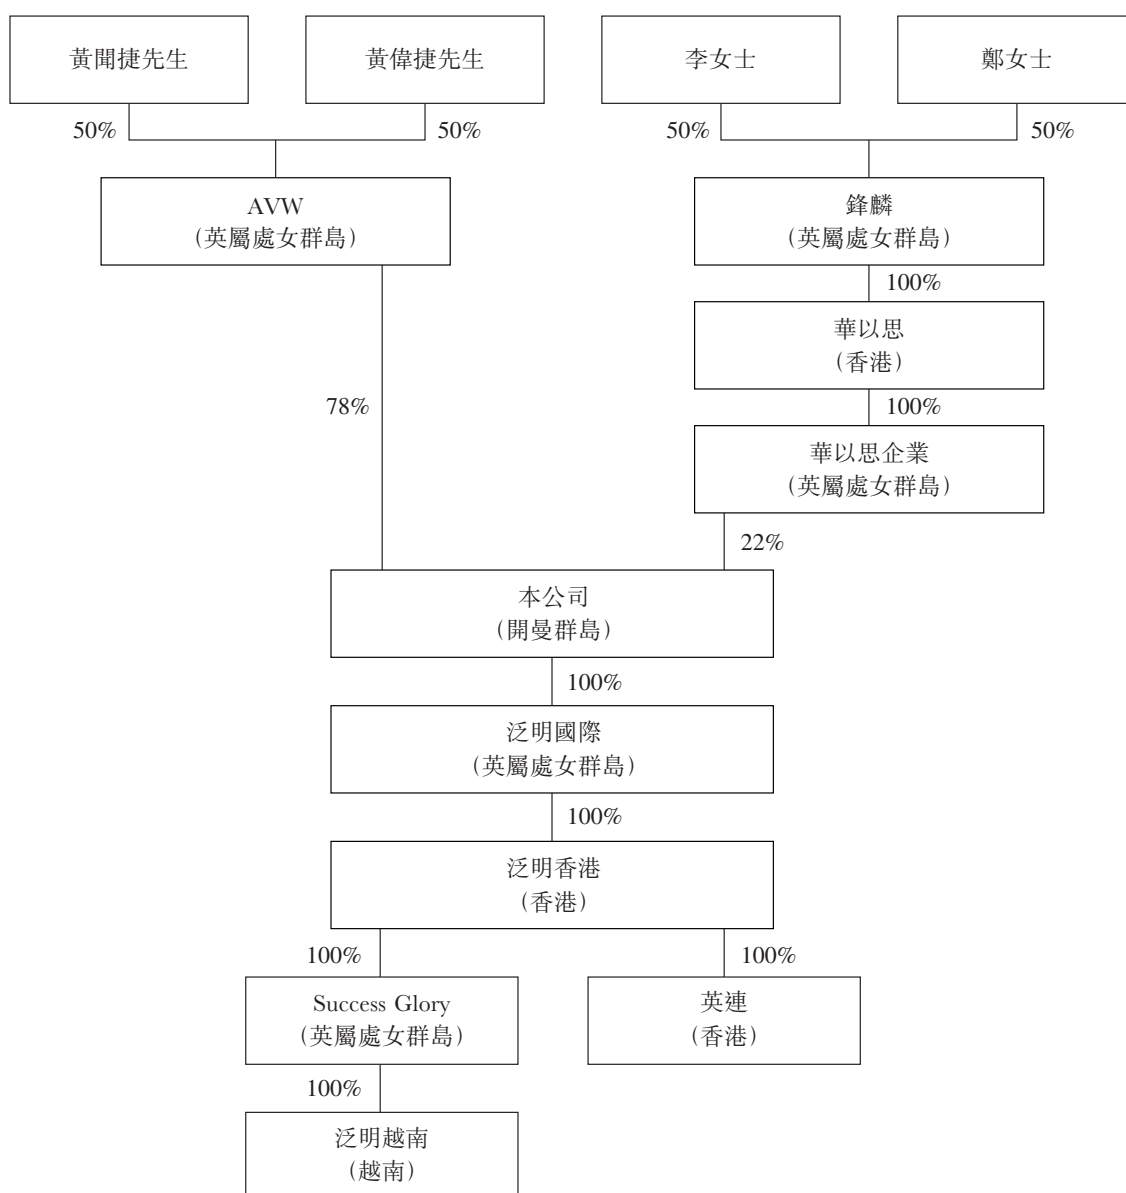 黃聞捷先生
黃偉捷先生
李女士
鄭女士
50%
50%
50%
50%
AVW
(英屬處女群島)
鋒麟
(英屬處女群島)
100%
華以思
(香港)
100%
華以思企業
(英屬處女群島)
78%
22%
本公司
(開曼群島)
100%
泛明國際
(英屬處女群島)
100%
泛明香港
(香港)
100%
100%
Success Glory
(英屬處女群島)
英連
(香港)
100%
泛明越南
(越南)